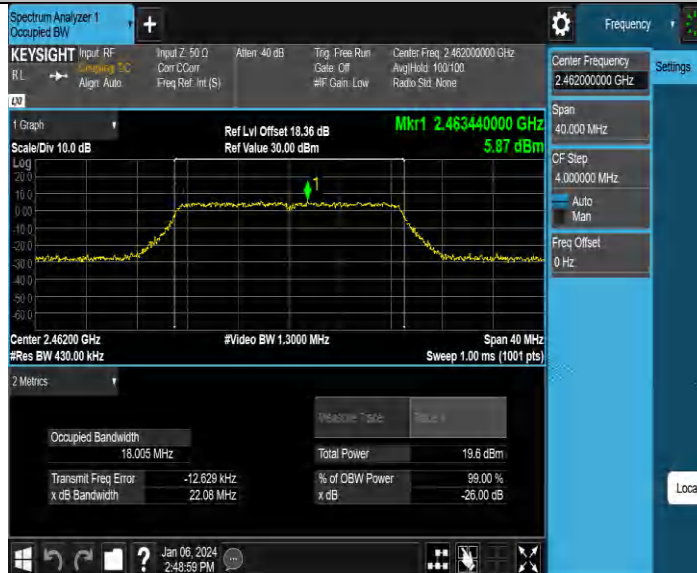 Spectrum Analyzer 1
Occupied BW
+
Frequency
KEYSIGHT Input: RF
RL
Coupling: DC
Align: Auto
Input Z: 50 Ω
Corr CCorr
Freq Ref: Int (S)
Atten: 40 dB
Trig: Free Run
Gate: Off
#IF Gain: Low
Center Freq: 2.462000000 GHz
Avg|Hold: 100/100
Radio Std: None
LXI
Center Frequency
2.462000000 GHz
Settings
Span
40.000 MHz
CF Step
4.000000 MHz
Auto
Man
Freq Offset
0 Hz
1 Graph
Scale/Div 10.0 dB
Ref Lvl Offset 18.36 dB
Ref Value 30.00 dBm
Mkr1 2.463440000 GHz
5.87 dBm
Log
20.0
10.0
0.00
-10.0
-20.0
-30.0
-40.0
-50.0
-60.0
1
Center 2.46200 GHz
#Res BW 430.00 kHz
#Video BW 1.3000 MHz
Span 40 MHz
Sweep 1.00 ms (1001 pts)
2 Metrics
Measure Trace
Occupied Bandwidth
18.005 MHz
Total Power 19.6 dBm
Transmit Freq Error -12.629 kHz
% of OBW Power 99.00 %
x dB Bandwidth 22.08 MHz
x dB -26.00 dB
Loca
? Jan 06, 2024
2:48:59 PM